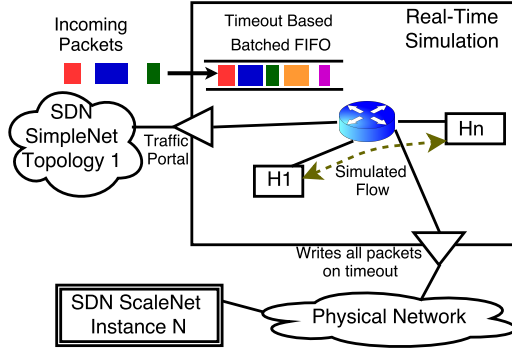 Incoming
Packets
Timeout Based
Batched FIFO
Real-Time
Simulation
SDN
SimpleNet
Topology 1
Traffic
Portal
Hn
H1
Simulated
Flow
Writes all packets
on timeout
SDN ScaleNet
Instance N
Physical Network